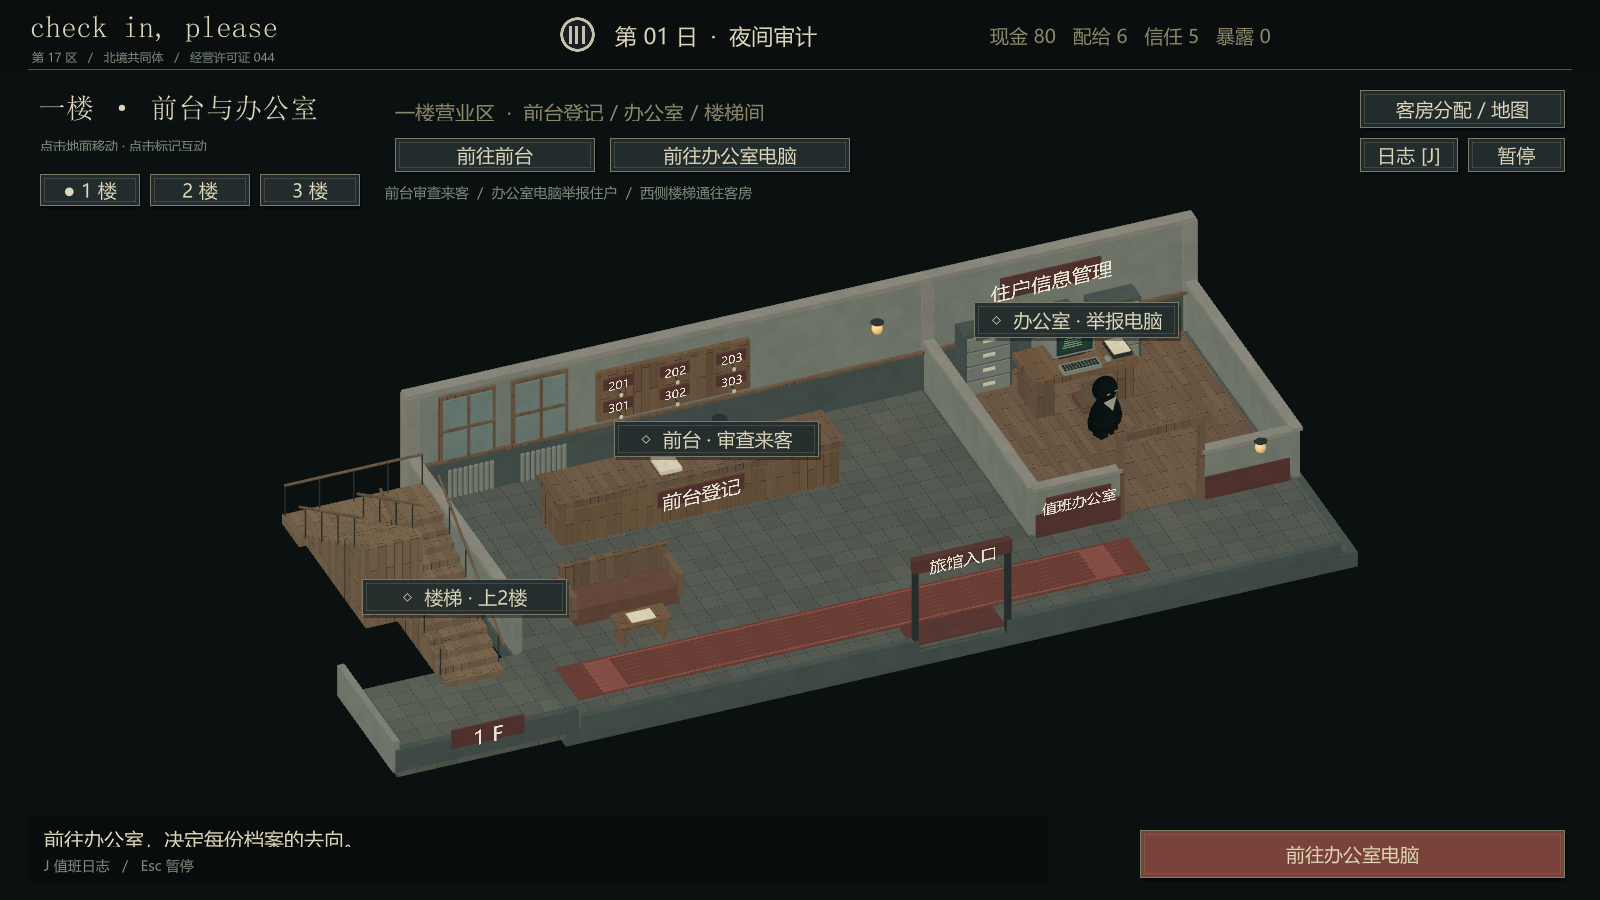 check in, please
第 17 区 / 北境共同体 / 经营许可证 044
第 01 日 · 夜间审计
现金 80 配给 6 信任 5 暴露 0
一楼 · 前台与办公室
点击地面移动 · 点击标记互动
● 1 楼
2 楼
3 楼
一楼营业区 · 前台登记 / 办公室 / 楼梯间
前往前台
前往办公室电脑
前台审查来客 / 办公室电脑举报住户 / 西侧楼梯通往客房
客房分配 / 地图
日志 [J]
暂停
住户信息管理
◇ 办公室 · 举报电脑
201 202 203
301 302 303
◇ 前台 · 审查来客
前台登记
值班办公室
旅馆入口
◇ 楼梯 · 上2楼
1 F
前往办公室，决定每份档案的去向。
J 值班日志 / Esc 暂停
前往办公室电脑